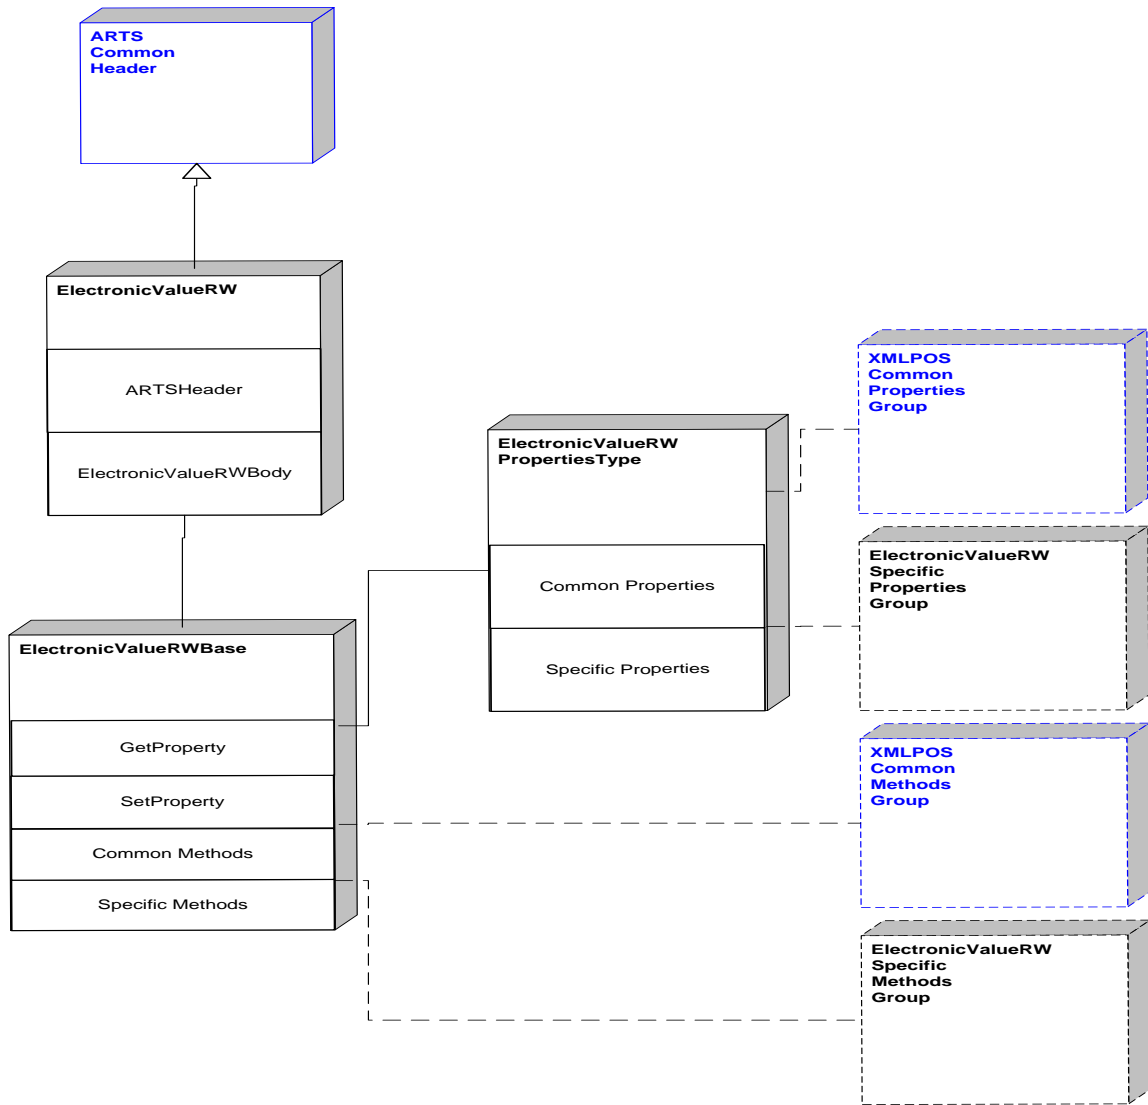 ARTS
Common
Header
ElectronicValueRW
ARTSHeader
ElectronicValueRWBody
ElectronicValueRWBase
GetProperty
SetProperty
Common Methods
Specific Methods
ElectronicValueRW
PropertiesType
Common Properties
Specific Properties
XMLPOS
Common
Properties
Group
ElectronicValueRW
Specific
Properties
Group
XMLPOS
Common
Methods
Group
ElectronicValueRW
Specific
Methods
Group